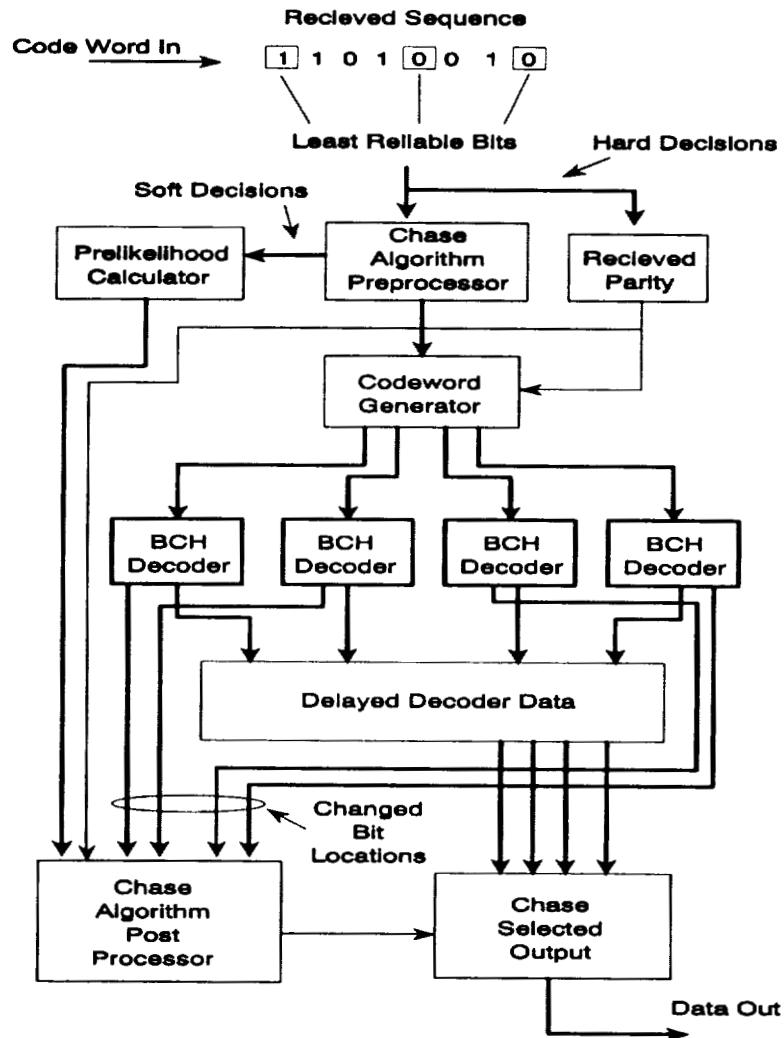 Recieved Sequence
Code Word In
1 1 0 1 0 0 1 0
Least Reliable Bits
Hard Decisions
Soft Decisions
Prelikelihood
Calculator
Chase
Algorithm
Preprocessor
Recieved
Parity
Codeword
Generator
BCH
Decoder
BCH
Decoder
BCH
Decoder
BCH
Decoder
Delayed Decoder Data
Changed
Bit
Locations
Chase
Algorithm
Post
Processor
Chase
Selected
Output
Data Out